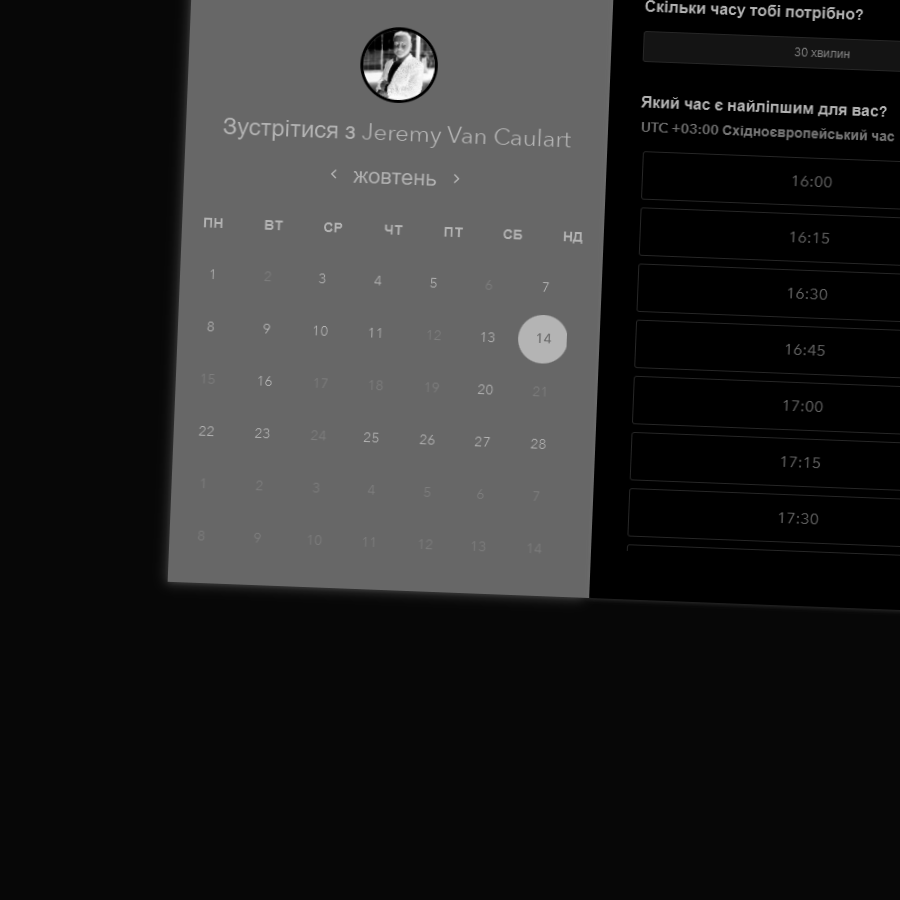 Зустрітися з Jeremy Van Caulart
‹ жовтень ›
ПН ВТ СР ЧТ ПТ СБ НД
1 2 3 4 5 6 7
8 9 10 11 12 13 14
15 16 17 18 19 20 21
22 23 24 25 26 27 28
1 2 3 4 5 6 7
8 9 10 11 12 13 14
Скільки часу тобі потрібно?
30 хвилин
Який час є найліпшим для вас?
UTC +03:00 Східноєвропейський час
16:00
16:15
16:30
16:45
17:00
17:15
17:30